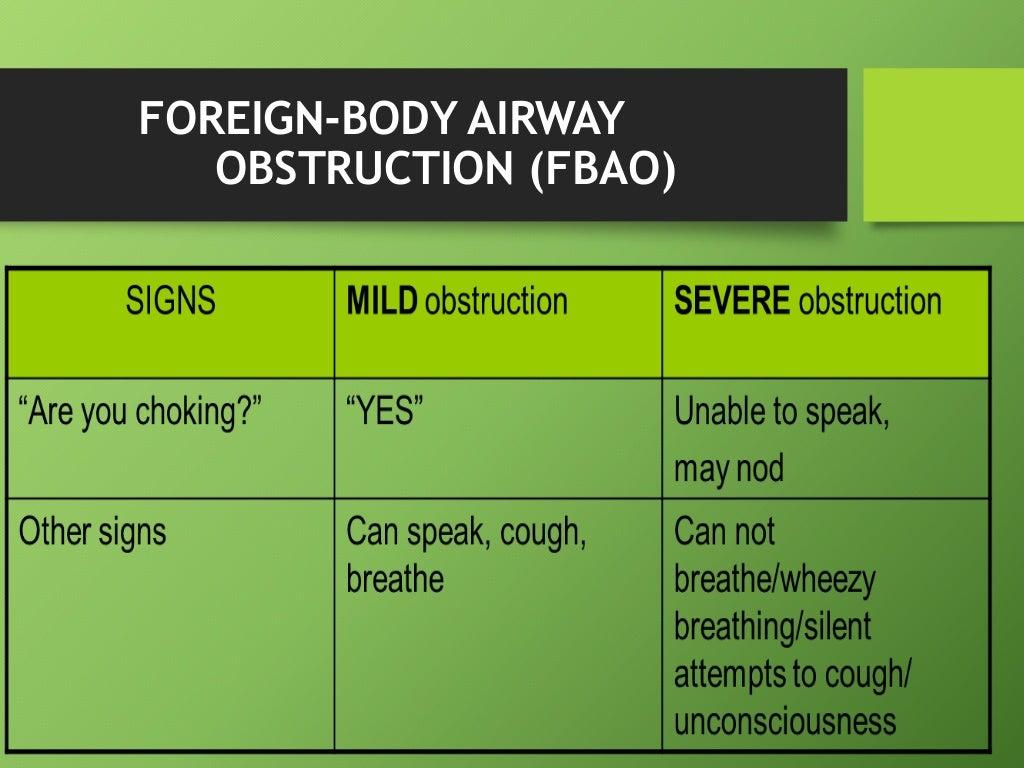 FOREIGN-BODY AIRWAY
OBSTRUCTION (FBAO)
SIGNS
MILD obstruction
SEVERE obstruction
“Are you choking?”
“YES”
Unable to speak,
may nod
Other signs
Can speak, cough,
breathe
Can not
breathe/wheezy
breathing/silent
attempts to cough/
unconsciousness